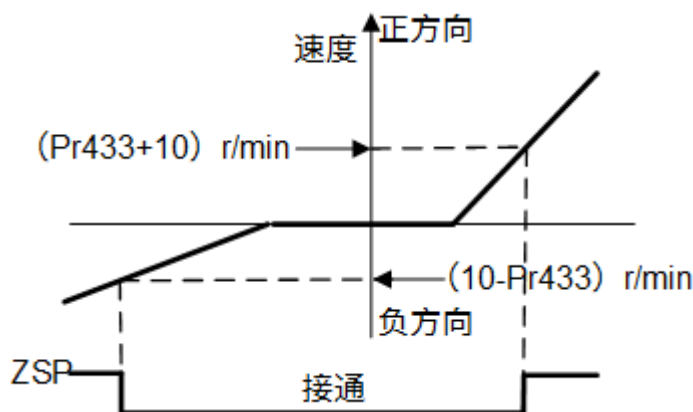 正方向
速度
（Pr433+10）r/min
（10-Pr433）r/min
负方向
ZSP
接通